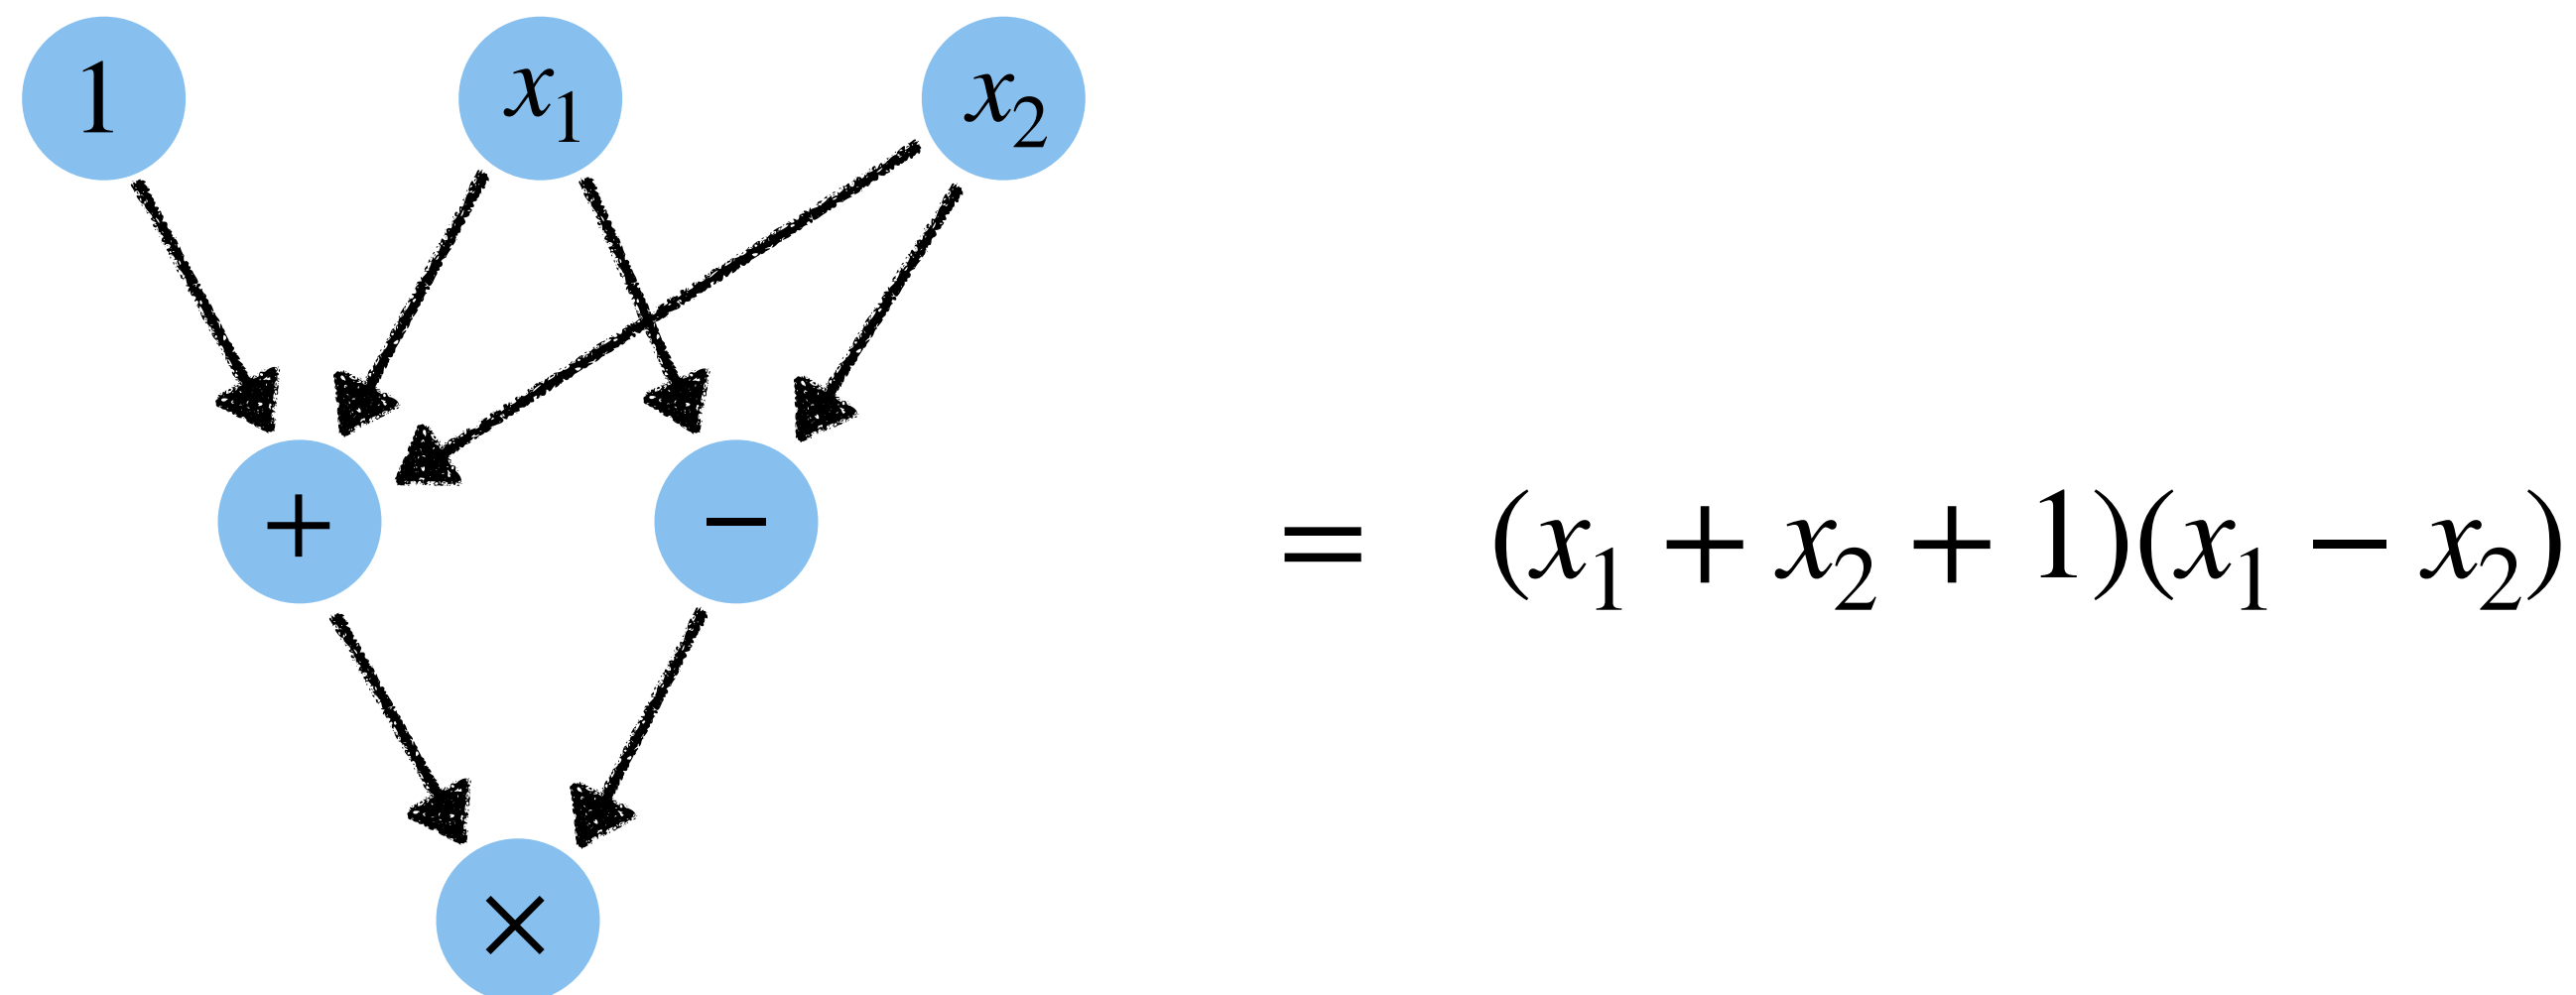 1 x₁ x₂
+ −
= (x₁ + x₂ + 1)(x₁ − x₂)
×